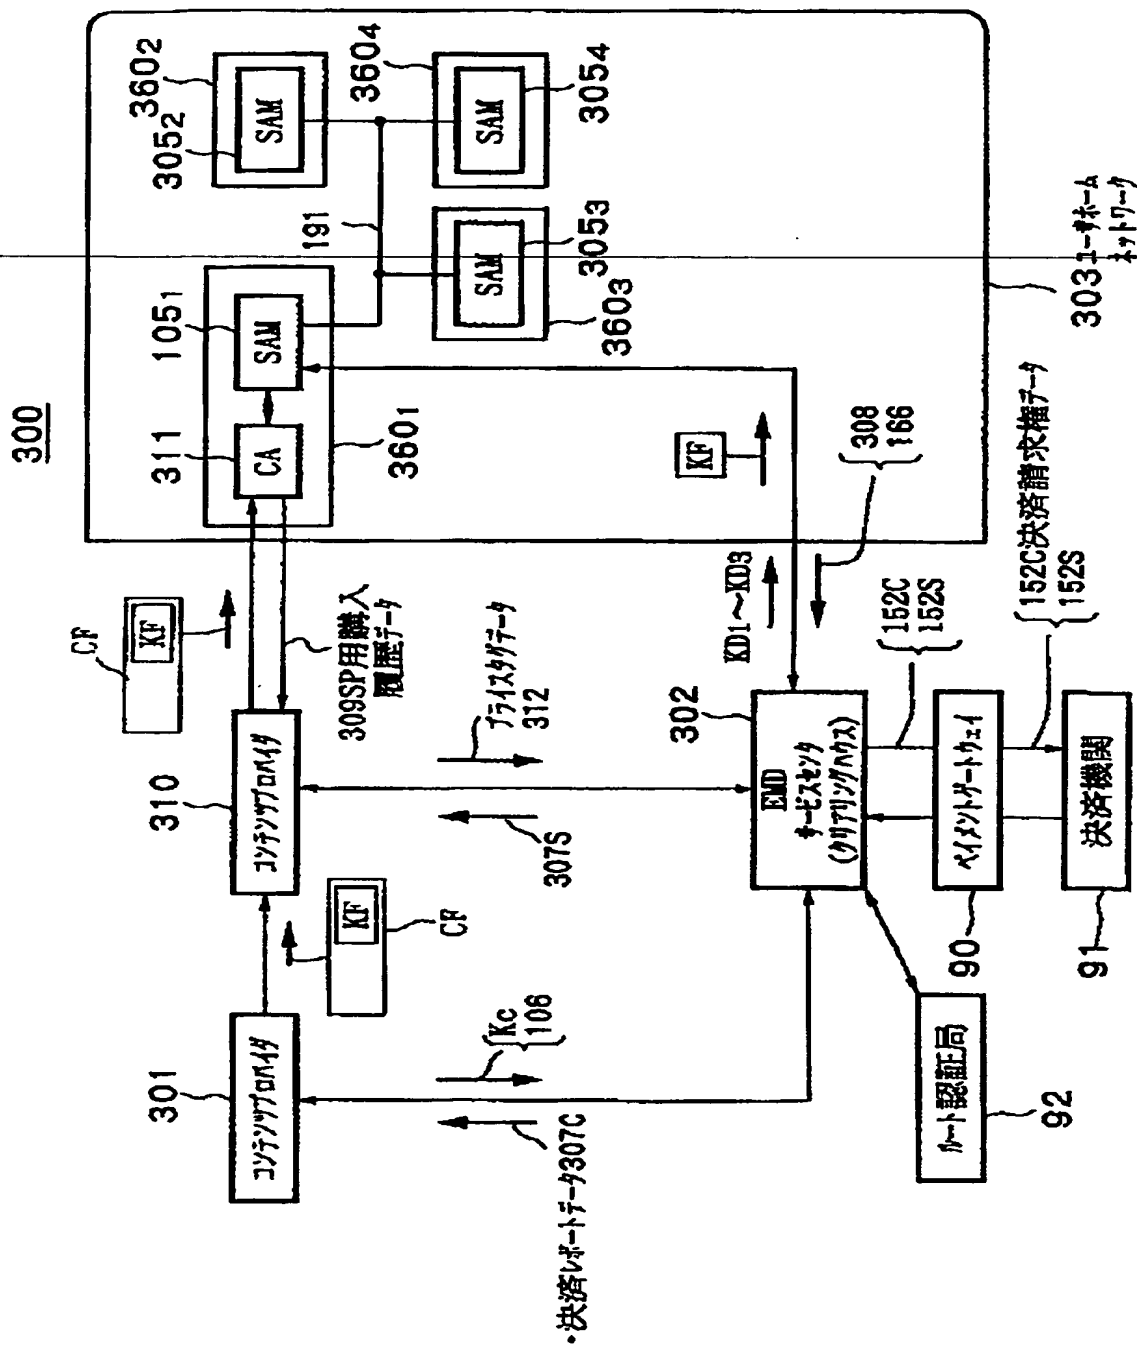 300
301
コンテンツプロバイダ
310
コンテンツプロバイダ
CF
KF
CF
KF
309SP用購入
履歴データ
311
CA
105₁
SAM
360₁
360₂
305₂
SAM
360₄
SAM
305₄
191
SAM
305₃
360₃
303
ユーザホーム
ネットワーク
KF
308
166
KD1〜KD3
プライスタグデータ
312
307S
Kc
106
・決済レポートデータ307C
302
EMD
サービスセンタ
(クリアリングハウス)
152C
152S
ペイメントゲートウェイ
90
152C決済請求権データ
152S
決済機関
91
ルート認証局
92